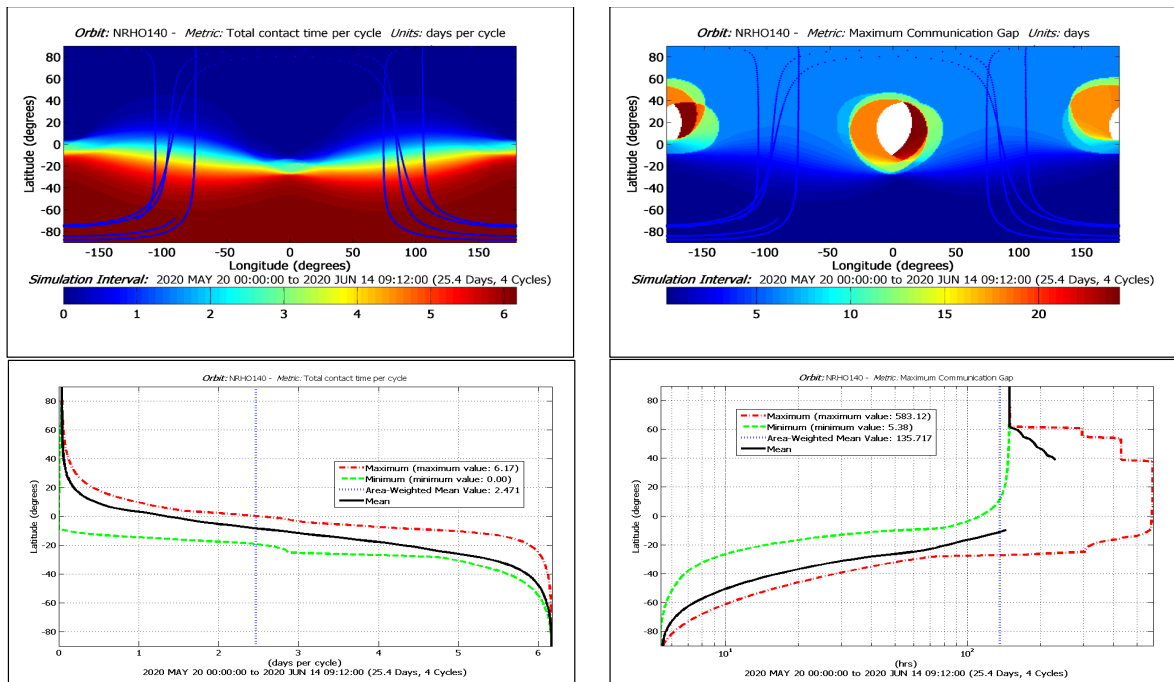 Orbit: NRHO140 - Metric: Total contact time per cycle Units: days per cycle
80
60
40
20
0
-20
-40
-60
-80
Latitude (degrees)
-150 -100 -50 0 50 100 150
Longitude (degrees)
Simulation Interval: 2020 MAY 20 00:00:00 to 2020 JUN 14 09:12:00 (25.4 Days, 4 Cycles)
0 1 2 3 4 5 6
Orbit: NRHO140 - Metric: Maximum Communication Gap Units: days
80
60
40
20
0
-20
-40
-60
-80
Latitude (degrees)
-150 -100 -50 0 50 100 150
Longitude (degrees)
Simulation Interval: 2020 MAY 20 00:00:00 to 2020 JUN 14 09:12:00 (25.4 Days, 4 Cycles)
5 10 15 20
Orbit: NRHO140 - Metric: Total contact time per cycle
80
60
40
20
0
-20
-40
-60
-80
Latitude (degrees)
Maximum (maximum value: 6.17)
Minimum (minimum value: 0.00)
Area-Weighted Mean Value: 2.471
Mean
0 1 2 3 4 5 6
(days per cycle)
2020 MAY 20 00:00:00 to 2020 JUN 14 09:12:00 (25.4 Days, 4 Cycles)
Orbit: NRHO140 - Metric: Maximum Communication Gap
80
60
40
20
0
-20
-40
-60
-80
Latitude (degrees)
Maximum (maximum value: 583.12)
Minimum (minimum value: 5.38)
Area-Weighted Mean Value: 135.717
Mean
10¹ 10²
(hrs)
2020 MAY 20 00:00:00 to 2020 JUN 14 09:12:00 (25.4 Days, 4 Cycles)